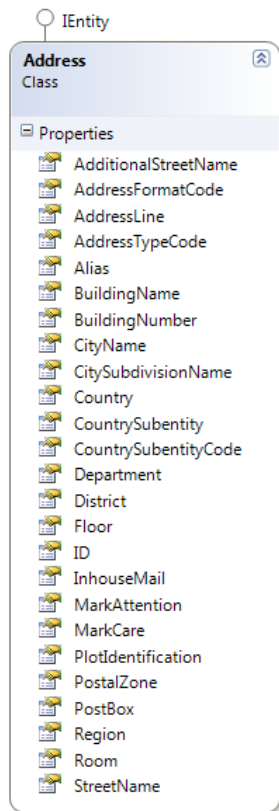 IEntity
Address
Class
Properties
AdditionalStreetName
AddressFormatCode
AddressLine
AddressTypeCode
Alias
BuildingName
BuildingNumber
CityName
CitySubdivisionName
Country
CountrySubentity
CountrySubentityCode
Department
District
Floor
ID
InhouseMail
MarkAttention
MarkCare
PlotIdentification
PostalZone
PostBox
Region
Room
StreetName